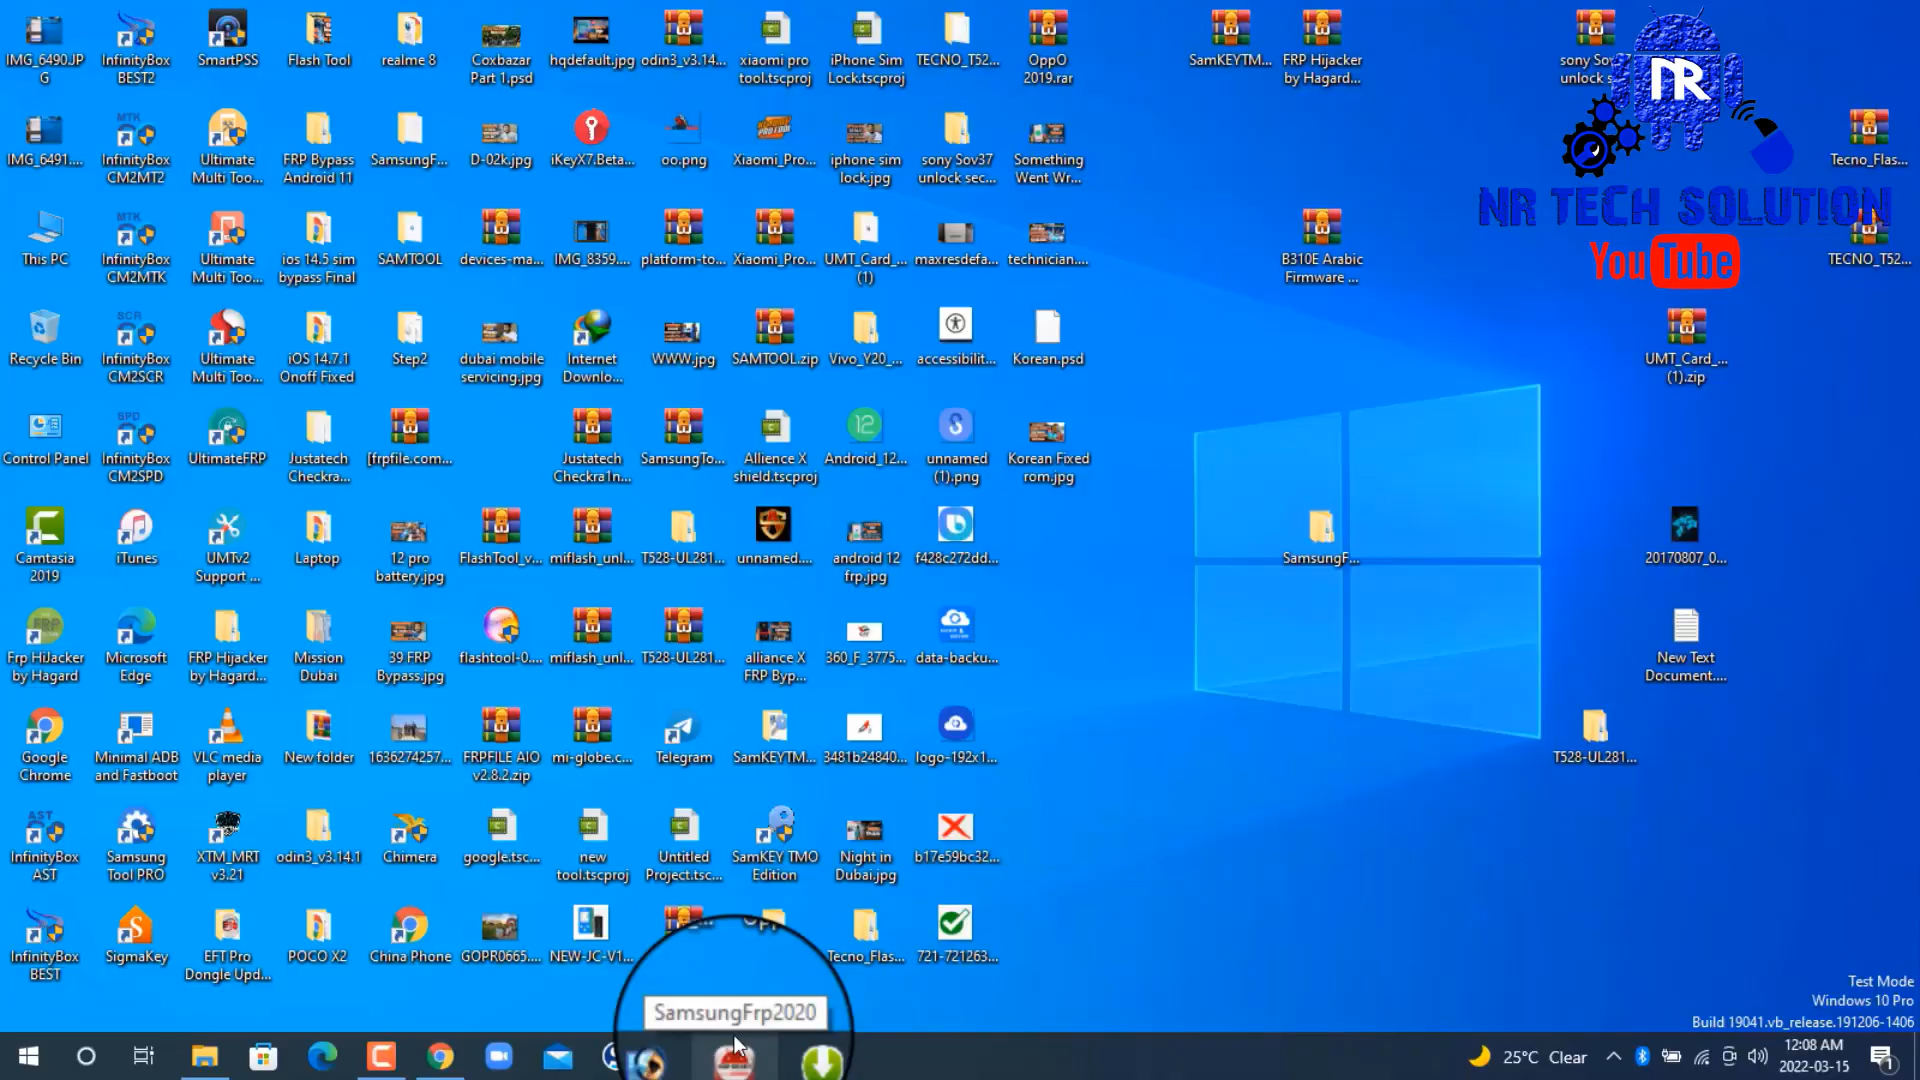 IMG_6490.JP
G
InfinityBox
BEST2
SmartPSS
Flash Tool
realme 8
Coxbazar
Part 1.psd
hqdefault.jpg
odin3_v3.14...
xiaomi pro
tool.tscproj
iPhone Sim
Lock.tscproj
TECNO_T52...
OppO
2019.rar
SamKEYTM...
FRP Hijacker
by Hagard...
sony So
unlock s
NR
IMG_6491....
MTK
InfinityBox
CM2MT2
Ultimate
Multi Too...
FRP Bypass
Android 11
SamsungF...
D-02k.jpg
iKeyX7.Beta...
oo.png
Xiaomi_Pro...
iphone sim
lock.jpg
sony Sov37
unlock sec...
Something
Went Wr...
Tecno_Flas...
NR TECH SOLUTION
YouTube
This PC
MTK
InfinityBox
CM2MTK
Ultimate
Multi Too...
ios 14.5 sim
bypass Final
SAMTOOL
devices-ma...
IMG_8359....
platform-to...
Xiaomi_Pro...
UMT_Card_...
(1)
maxresdefa...
technician....
B310E Arabic
Firmware ...
TECNO_T52...
Recycle Bin
SCR
InfinityBox
CM2SCR
Ultimate
Multi Too...
iOS 14.7.1
Onoff Fixed
Step2
dubai mobile
servicing.jpg
Internet
Downlo...
WWW.jpg
SAMTOOL.zip
Vivo_Y20_...
accessibilit...
Korean.psd
UMT_Card_...
(1).zip
Control Panel
SPD
InfinityBox
CM2SPD
UltimateFRP
Justatech
Checkra...
[frpfile.com...
Justatech
Checkra1n...
SamsungTo...
Allience X
shield.tscproj
12
Android_12...
unnamed
(1).png
Korean Fixed
rom.jpg
Camtasia
2019
iTunes
UMTv2
Support ...
Laptop
12 pro
battery.jpg
FlashTool_v...
miflash_unl...
T528-UL281...
unnamed....
android 12
frp.jpg
f428c272dd...
SamsungF...
20170807_0...
FRP
Frp HiJacker
by Hagard
Microsoft
Edge
FRP Hijacker
by Hagard...
Mission
Dubai
39 FRP
Bypass.jpg
flashtool-0....
miflash_unl...
T528-UL281...
alliance X
FRP Byp...
360_F_3775...
data-backu...
New Text
Document....
Google
Chrome
Minimal ADB
and Fastboot
VLC media
player
New folder
1636274257...
FRPFILE AIO
v2.8.2.zip
mi-globe.c...
Telegram
SamKEYTM...
3481b24840...
logo-192x1...
T528-UL281...
AST
InfinityBox
AST
Samsung
Tool PRO
XTM_MRT
v3.21
odin3_v3.14.1
Chimera
google.tsc...
new
tool.tscproj
Untitled
Project.tsc...
SamKEY TMO
Edition
Night in
Dubai.jpg
b17e59bc32...
InfinityBox
BEST
SigmaKey
EFT Pro
Dongle Upd...
POCO X2
China Phone
GOPR0665....
NEW-JC-V1...
Tecno_Flas...
721-721263...
SamsungFrp2020
Test Mode
Windows 10 Pro
Build 19041.vb_release.191206-1406
25°C Clear
12:08 AM
2022-03-15
1